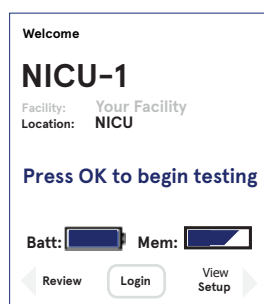 Welcome
NICU-1
Facility: Your Facility
Location: NICU
Press OK to begin testing
Batt: Mem:
Review Login View Setup